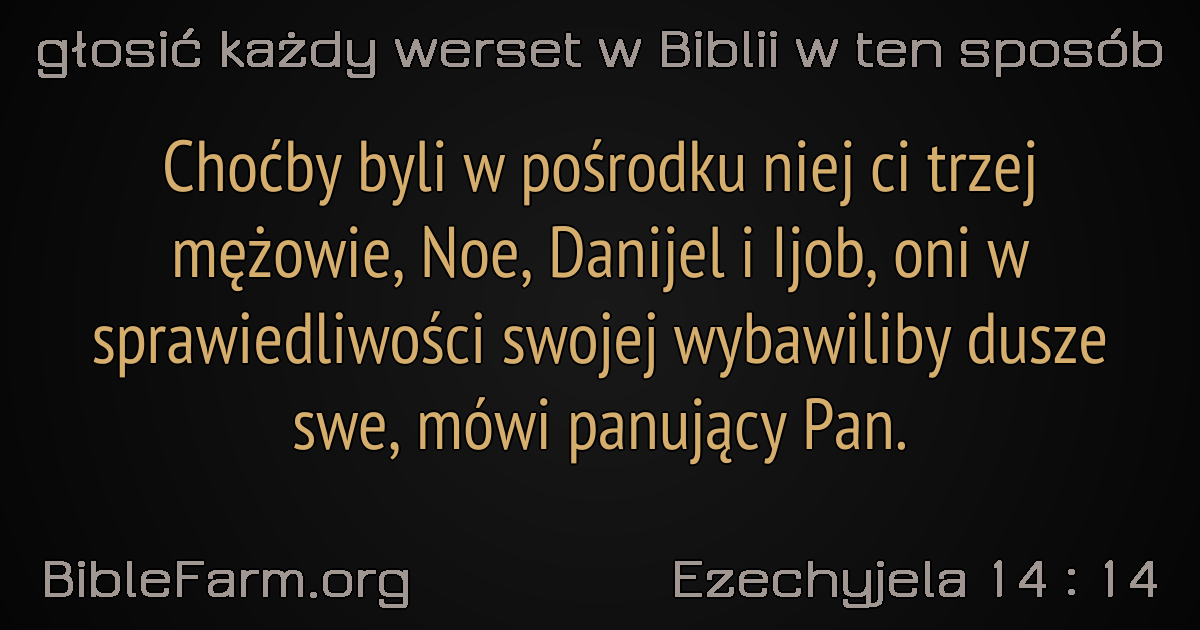 głosić każdy werset w Biblii w ten sposób
Choćby byli w pośrodku niej ci trzej
mężowie, Noe, Danijel i Ijob, oni w
sprawiedliwości swojej wybawiliby dusze
swe, mówi panujący Pan.
BibleFarm.org
Ezechyjela 14 : 14